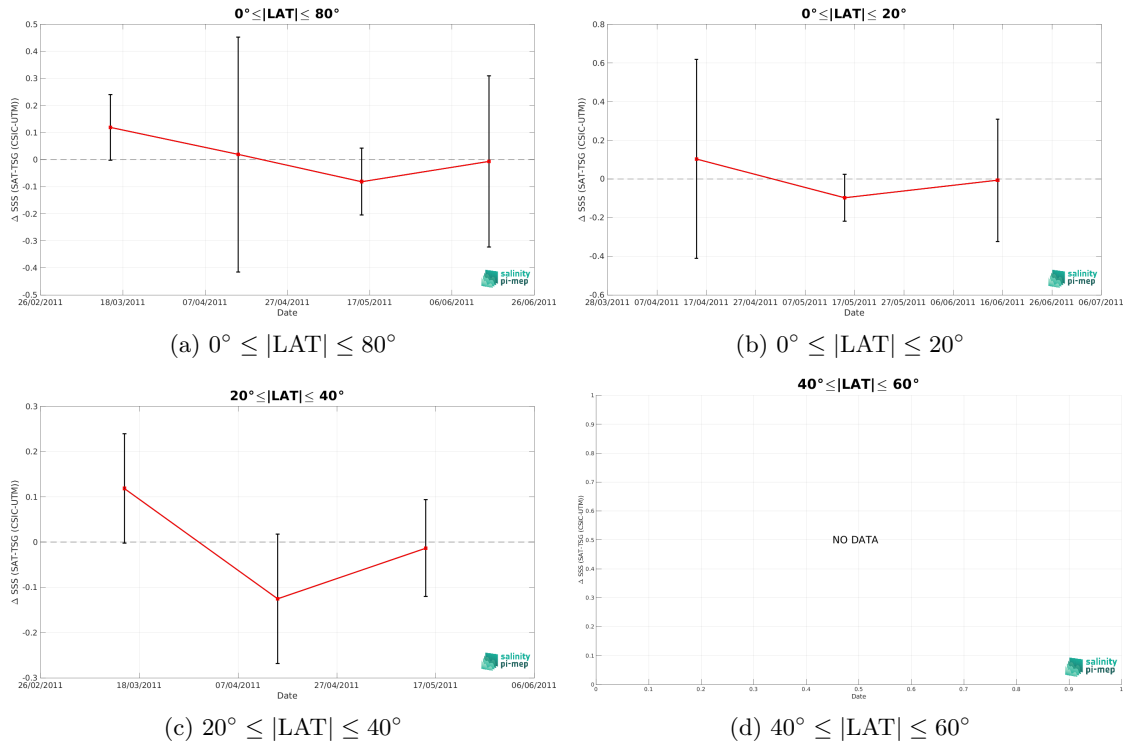 0°≤|LAT|≤ 80°
Δ SSS (SAT-TSG (CSIC-UTM))
0.5
0.4
0.3
0.2
0.1
0
-0.1
-0.2
-0.3
-0.4
-0.5
26/02/2011 18/03/2011 07/04/2011 27/04/2011 17/05/2011 06/06/2011 26/06/2011
Date
salinity
pi-mep
(a) 0° ≤ |LAT| ≤ 80°
0°≤|LAT|≤ 20°
Δ SSS (SAT-TSG (CSIC-UTM))
0.8
0.6
0.4
0.2
0
-0.2
-0.4
-0.6
28/03/2011 07/04/2011 17/04/2011 27/04/2011 07/05/2011 17/05/2011 27/05/2011 06/06/2011 16/06/2011 26/06/2011 06/07/2011
Date
salinity
pi-mep
(b) 0° ≤ |LAT| ≤ 20°
20°≤|LAT|≤ 40°
Δ SSS (SAT-TSG (CSIC-UTM))
0.3
0.2
0.1
0
-0.1
-0.2
-0.3
26/02/2011 18/03/2011 07/04/2011 27/04/2011 17/05/2011 06/06/2011
Date
salinity
pi-mep
(c) 20° ≤ |LAT| ≤ 40°
40°≤|LAT|≤ 60°
Δ SSS (SAT-TSG (CSIC-UTM))
1
0.9
0.8
0.7
0.6
0.5
0.4
0.3
0.2
0.1
0
NO DATA
0 0.1 0.2 0.3 0.4 0.5 0.6 0.7 0.8 0.9 1
Date
salinity
pi-mep
(d) 40° ≤ |LAT| ≤ 60°